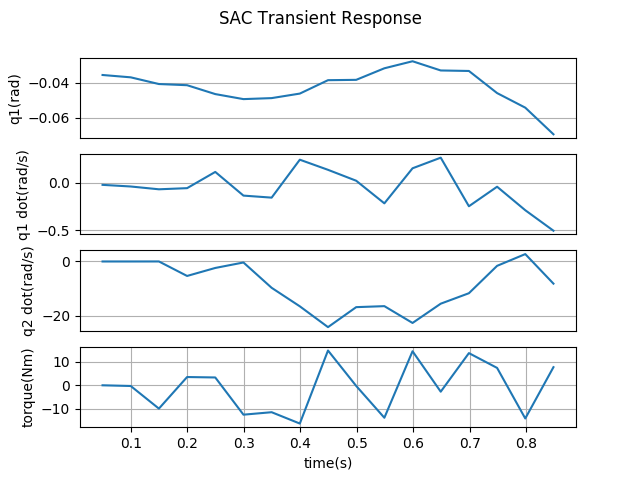 SAC Transient Response
q1(rad)
−0.04
−0.06
q1 dot(rad/s)
0.0
−0.5
q2 dot(rad/s)
0
−20
torque(Nm)
10
0
−10
0.1 0.2 0.3 0.4 0.5 0.6 0.7 0.8
time(s)